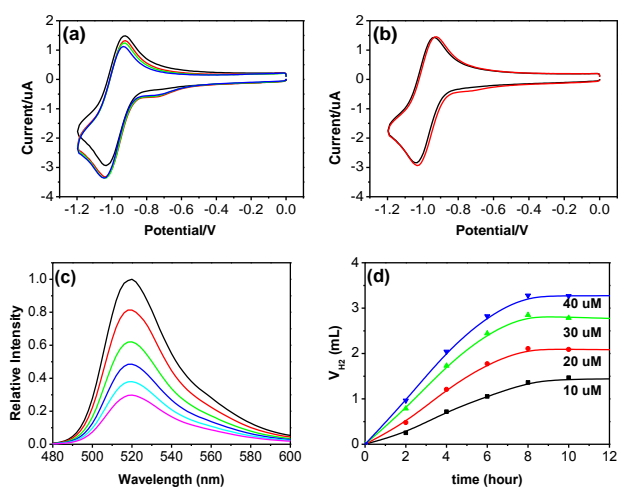 (a)
Current/uA
2
1
0
-1
-2
-3
-4
-1.2 -1.0 -0.8 -0.6 -0.4 -0.2 0.0
Potential/V
(b)
Current/uA
2
1
0
-1
-2
-3
-4
-1.2 -1.0 -0.8 -0.6 -0.4 -0.2 0.0
Potential/V
(c)
Relative Intensity
1.0
0.8
0.6
0.4
0.2
0.0
480 500 520 540 560 580 600
Wavelength (nm)
(d)
V H2 (mL)
4
3
2
1
0
40 uM
30 uM
20 uM
10 uM
0 2 4 6 8 10 12
time (hour)